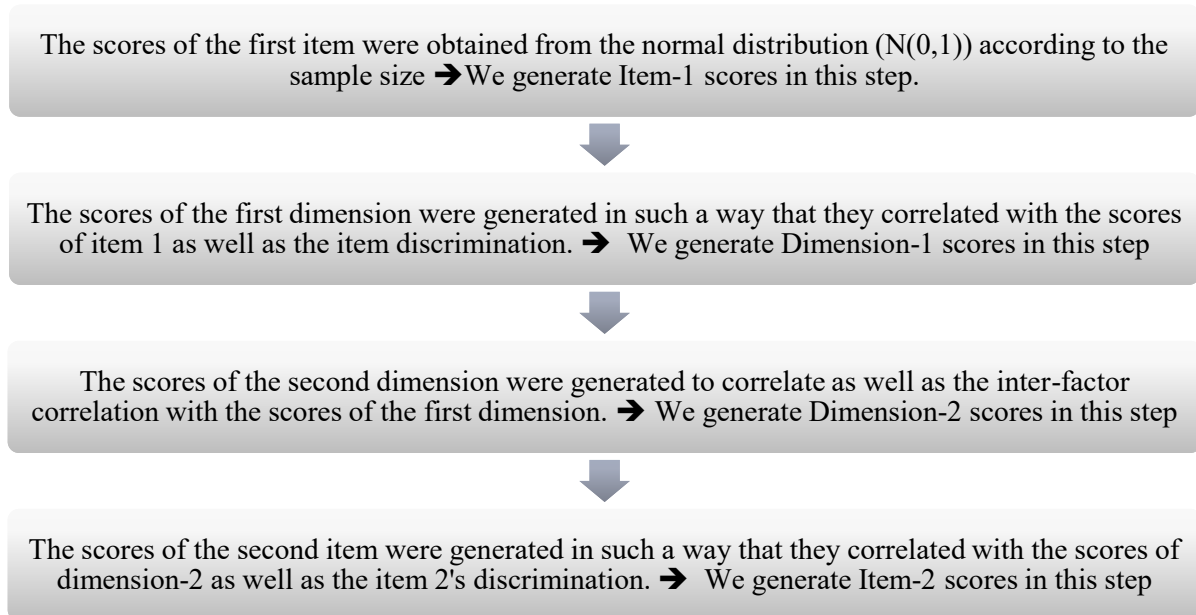 The scores of the first item were obtained from the normal distribution (N(0,1)) according to the
sample size ➔We generate Item-1 scores in this step.
The scores of the first dimension were generated in such a way that they correlated with the scores
of item 1 as well as the item discrimination. ➔ We generate Dimension-1 scores in this step
The scores of the second dimension were generated to correlate as well as the inter-factor
correlation with the scores of the first dimension. ➔ We generate Dimension-2 scores in this step
The scores of the second item were generated in such a way that they correlated with the scores of
dimension-2 as well as the item 2's discrimination. ➔ We generate Item-2 scores in this step